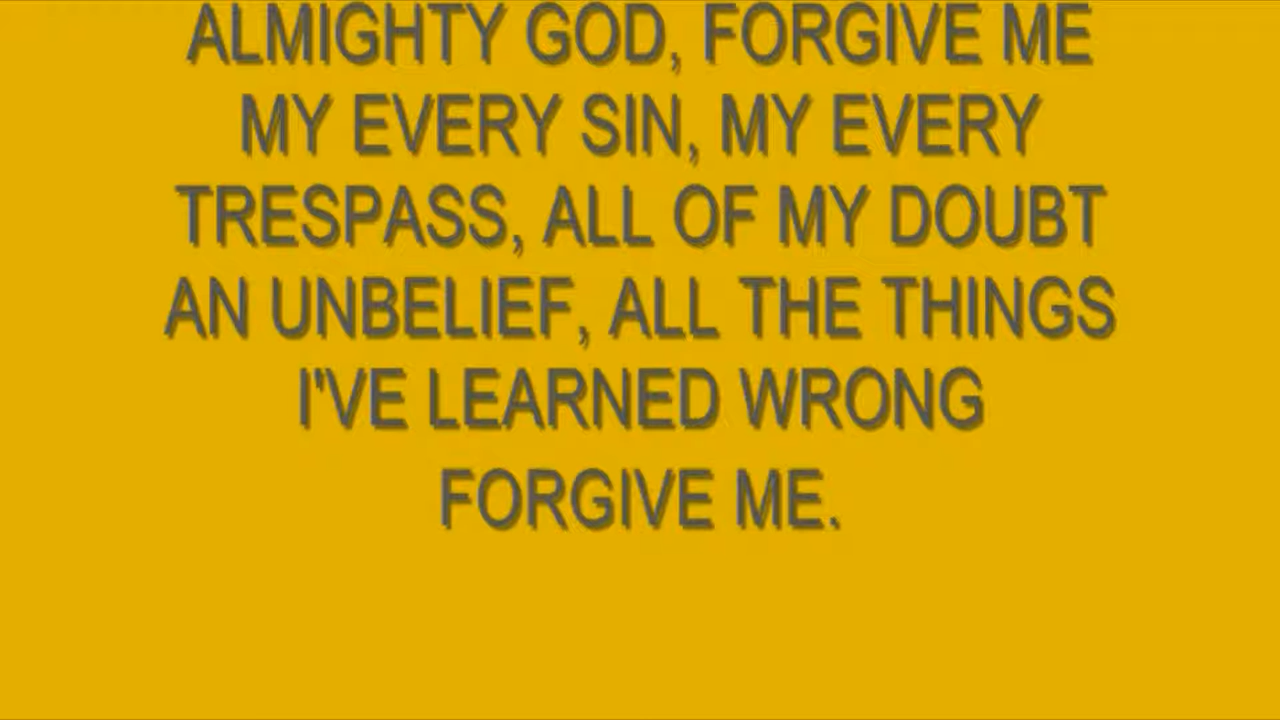 ALMIGHTY GOD, FORGIVE ME
MY EVERY SIN, MY EVERY
TRESPASS, ALL OF MY DOUBT
AN UNBELIEF, ALL THE THINGS
I'VE LEARNED WRONG
FORGIVE ME.